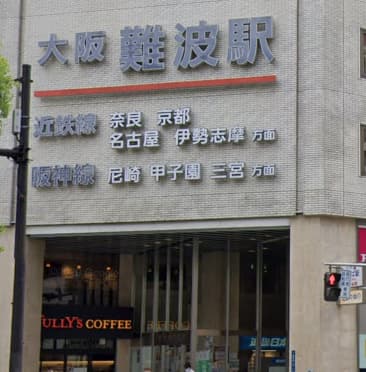 大阪 難波駅
近鉄線 奈良 京都
名古屋 伊勢志摩 方面
阪神線 尼崎 甲子園 三宮 方面
TULLY'S COFFEE